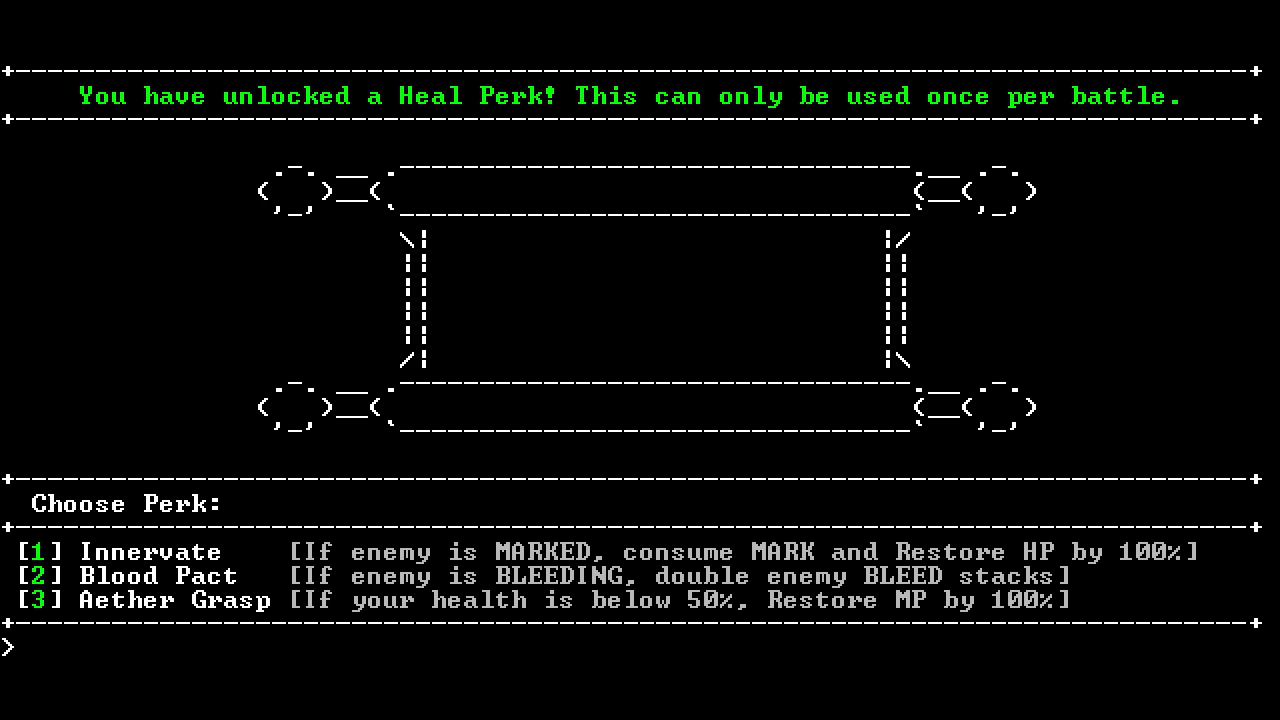 You have unlocked a Heal Perk! This can only be used once per battle.
Choose Perk:
[1] Innervate [If enemy is MARKED, consume MARK and Restore HP by 100%]
[2] Blood Pact [If enemy is BLEEDING, double enemy BLEED stacks]
[3] Aether Grasp [If your health is below 50%, Restore MP by 100%]
>